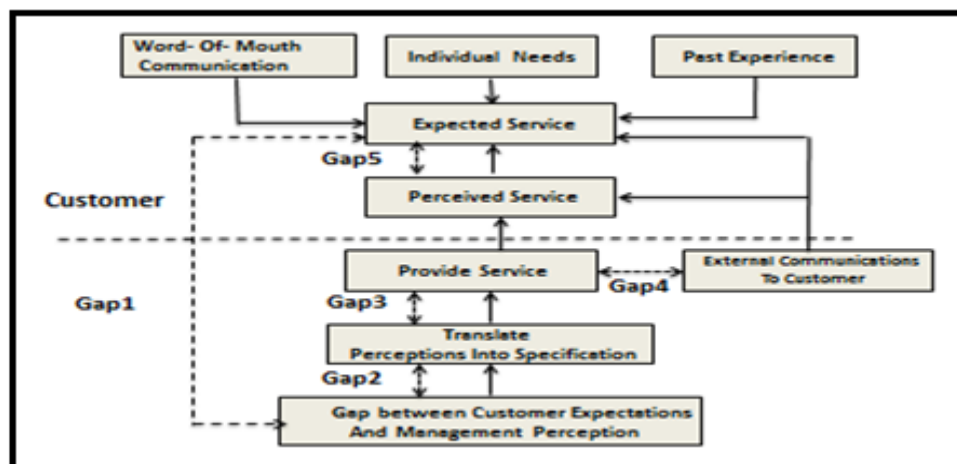 Word- Of- Mouth
Communication
Individual Needs
Past Experience
Expected Service
Gap5
Perceived Service
Customer
Provide Service
External Communications
To Customer
Gap4
Gap1
Gap3
Translate
Perceptions Into Specification
Gap2
Gap between Customer Expectations
And Management Perception